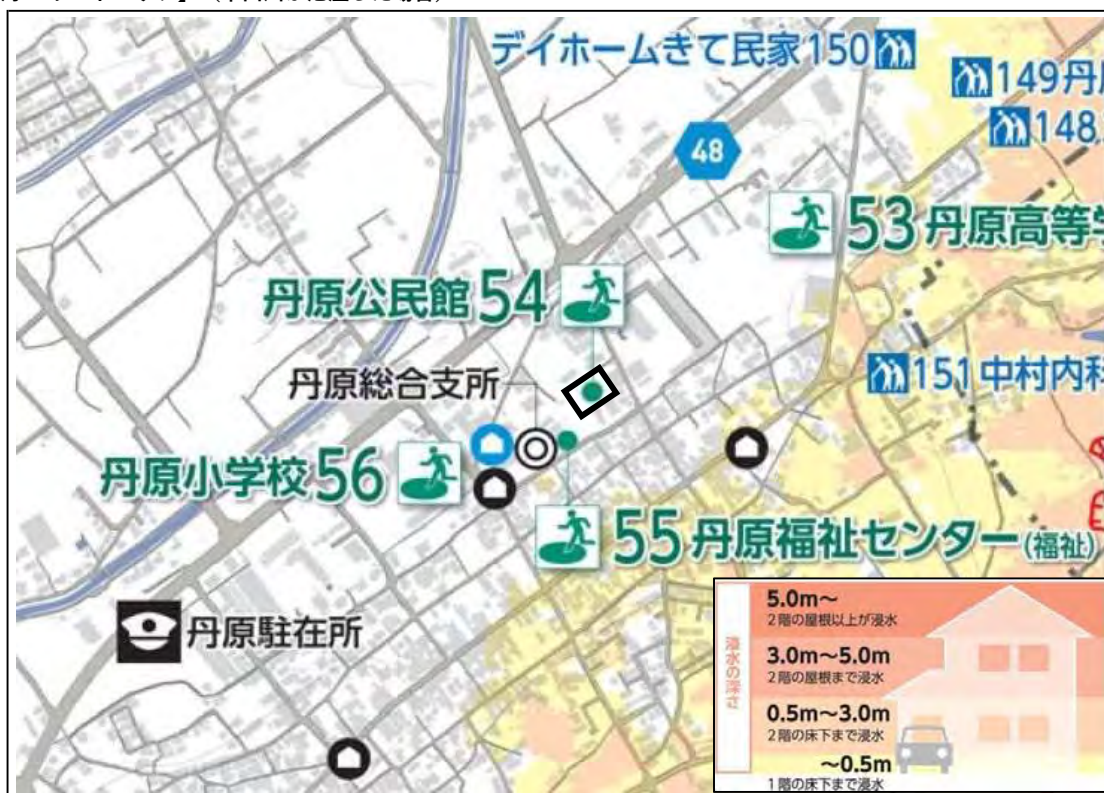 デイホームきて民家150
149丹
148
48
53丹原高等学
丹原公民館54
丹原総合支所
151中村内科
丹原小学校56
55丹原福祉センター(福祉)
丹原駐在所
浸水の深さ
5.0m〜
2階の屋根以上が浸水
3.0m〜5.0m
2階の屋根まで浸水
0.5m〜3.0m
2階の床下まで浸水
〜0.5m
1階の床下まで浸水